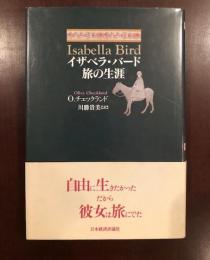 Isabella Bird
イザベラ・バード
旅の生涯
Olive Checkland
O.チェックランド
川勝貴美 訳
自由に生きたかった
だから
彼女は旅にでた
日本経済評論社